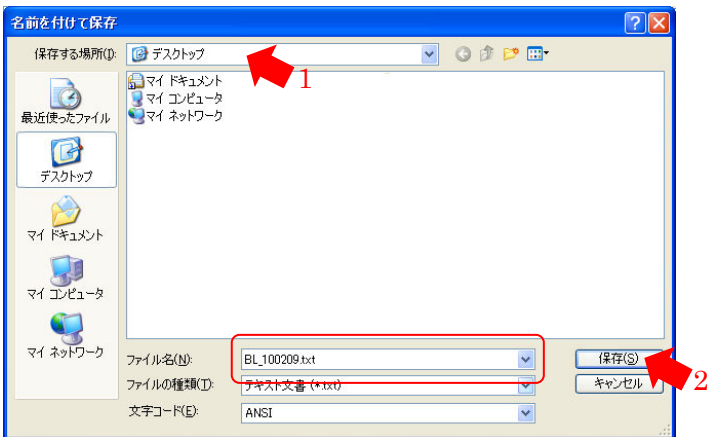 名前を付けて保存
保存する場所(I): デスクトップ
1
マイ ドキュメント
マイ コンピュータ
マイ ネットワーク
最近使ったファイル
デスクトップ
マイ ドキュメント
マイ コンピュータ
マイ ネットワーク
ファイル名(N): BL_100209.txt 保存(S)
ファイルの種類(T): テキスト文書 (*.txt) キャンセル
2
文字コード(E): ANSI